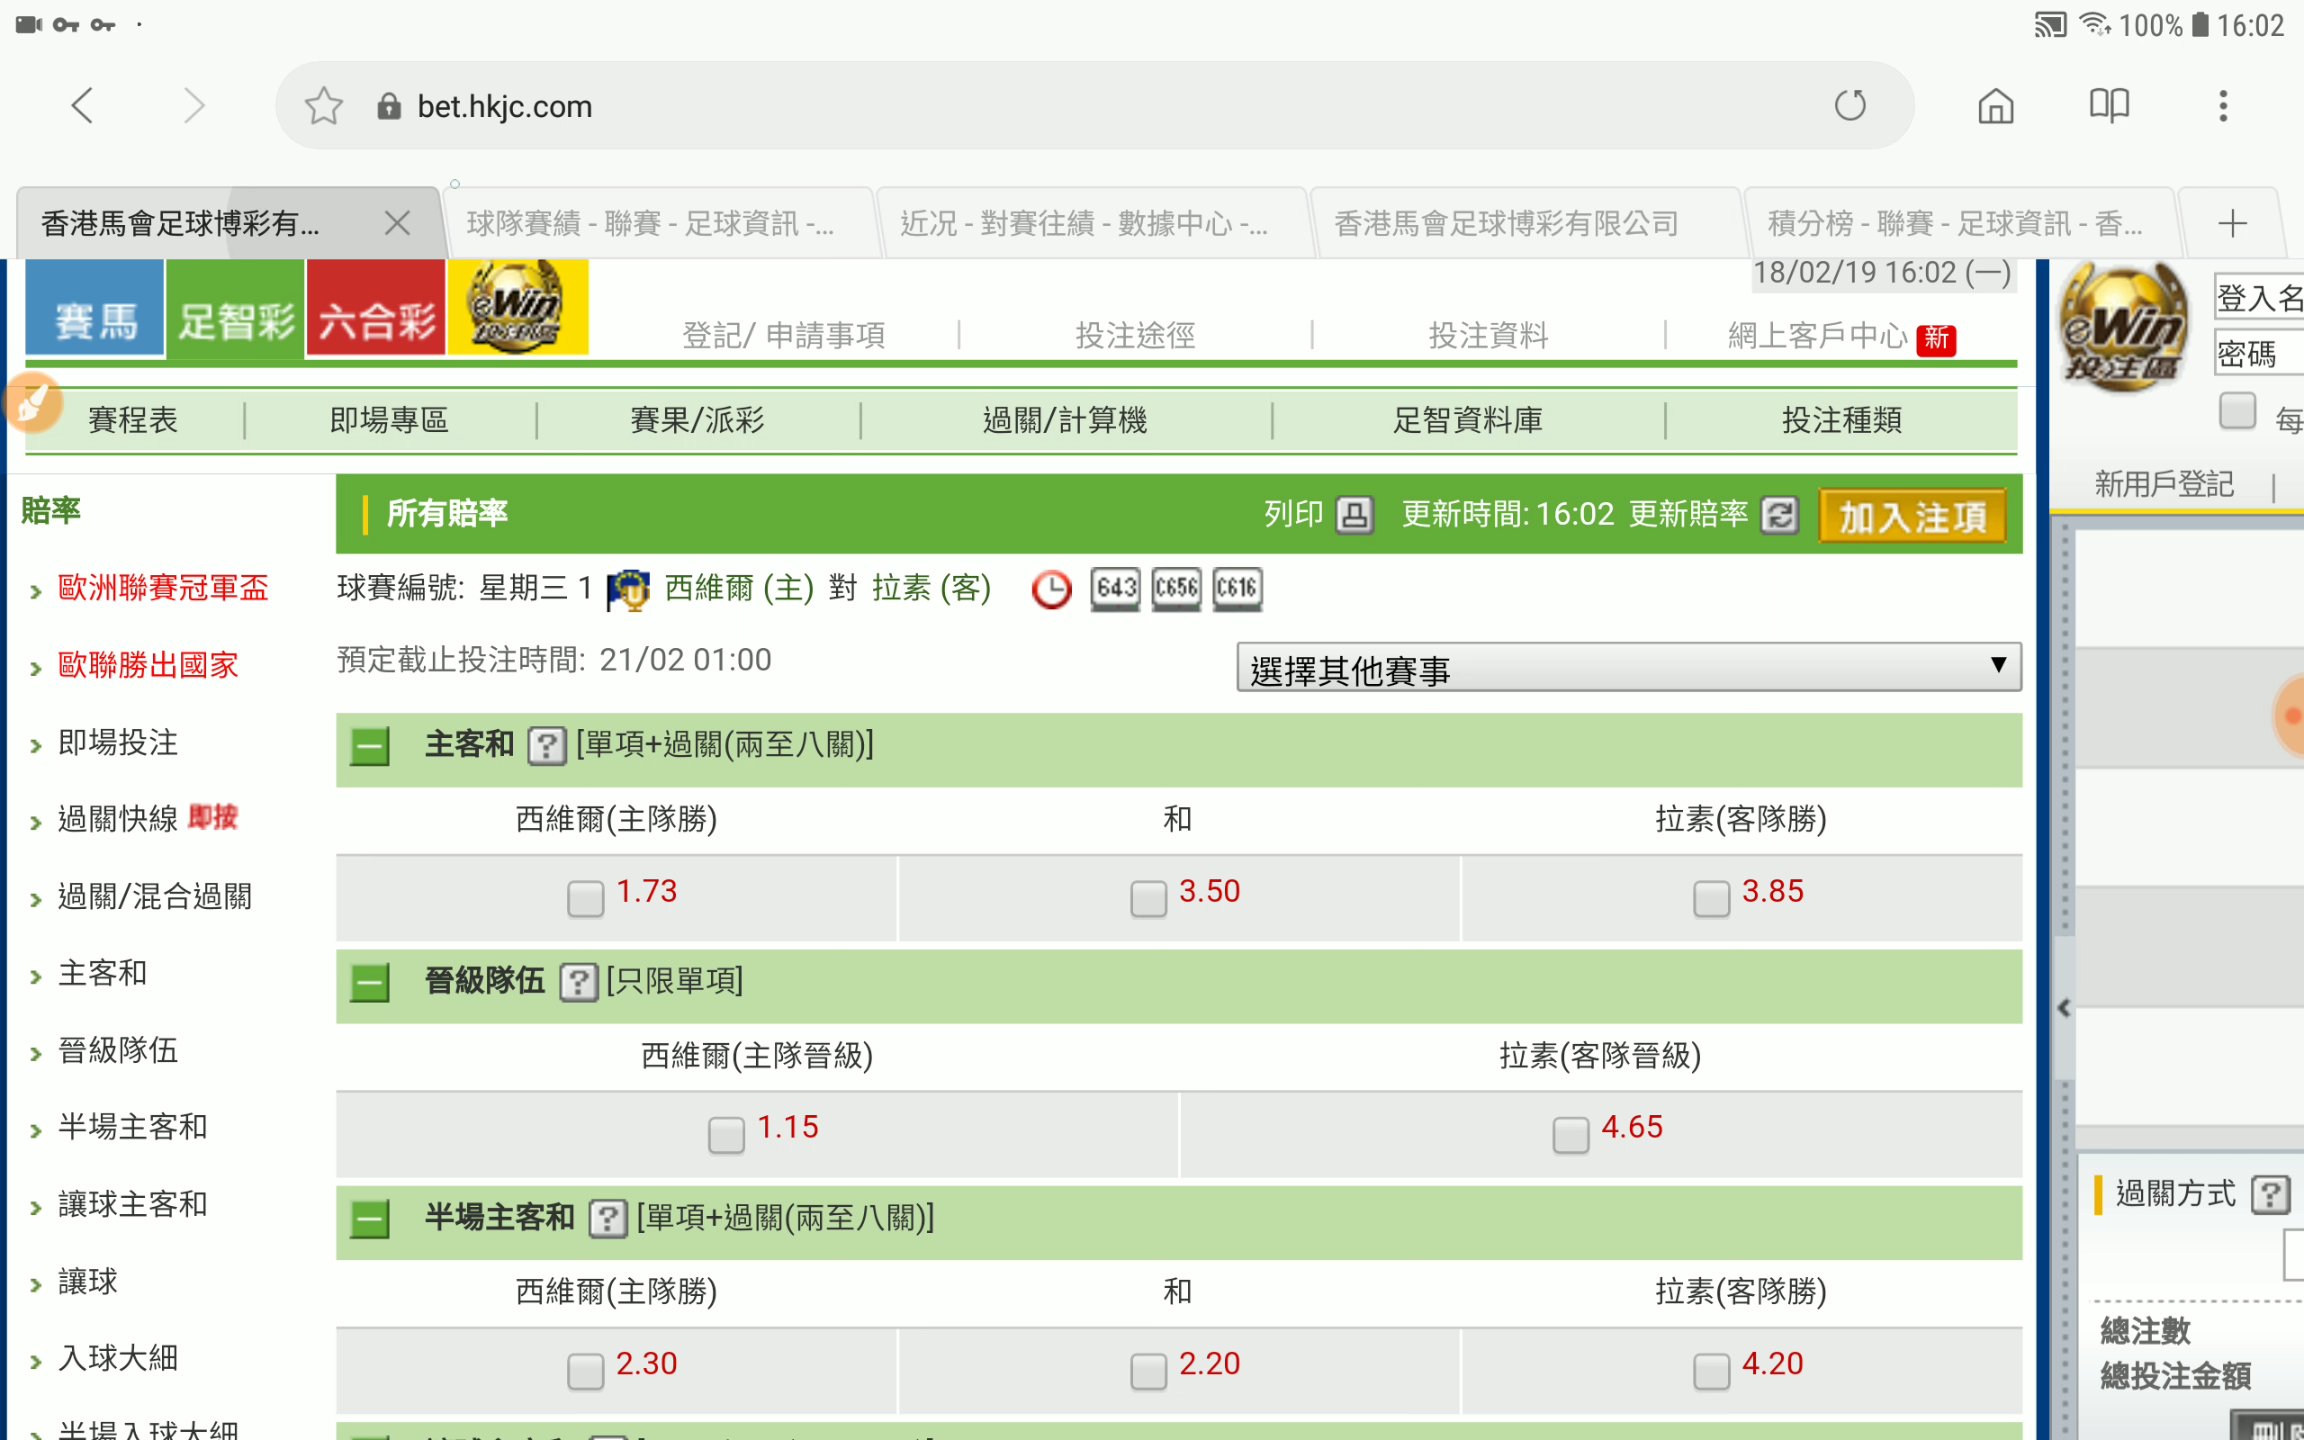 100% 16:02
bet.hkjc.com
香港馬會足球博彩有...
球隊賽績 - 聯賽 - 足球資訊 -...
近況 - 對賽往績 - 數據中心 -...
香港馬會足球博彩有限公司
積分榜 - 聯賽 - 足球資訊 - 香...
18/02/19 16:02 (一)
賽馬 足智彩 六合彩 eWin 投注區
登記/ 申請事項 | 投注途徑 | 投注資料 | 網上客戶中心 新
eWin 投注區
登入名
密碼
每
新用戶登記 |
賽程表 | 即場專區 | 賽果/派彩 | 過關/計算機 | 足智資料庫 | 投注種類
賠率
歐洲聯賽冠軍盃
歐聯勝出國家
即場投注
過關快線 即按
過關/混合過關
主客和
晉級隊伍
半場主客和
讓球主客和
讓球
入球大細
半場入球大細
所有賠率 列印 更新時間: 16:02 更新賠率 加入注項
球賽編號: 星期三 1 西維爾 (主) 對 拉素 (客) 643 C656 C616
預定截止投注時間: 21/02 01:00
選擇其他賽事
主客和 ? [單項+過關(兩至八關)]
西維爾(主隊勝) 和 拉素(客隊勝)
1.73 3.50 3.85
晉級隊伍 ? [只限單項]
西維爾(主隊晉級) 拉素(客隊晉級)
1.15 4.65
半場主客和 ? [單項+過關(兩至八關)]
西維爾(主隊勝) 和 拉素(客隊勝)
2.30 2.20 4.20
過關方式 ?
總注數
總投注金額